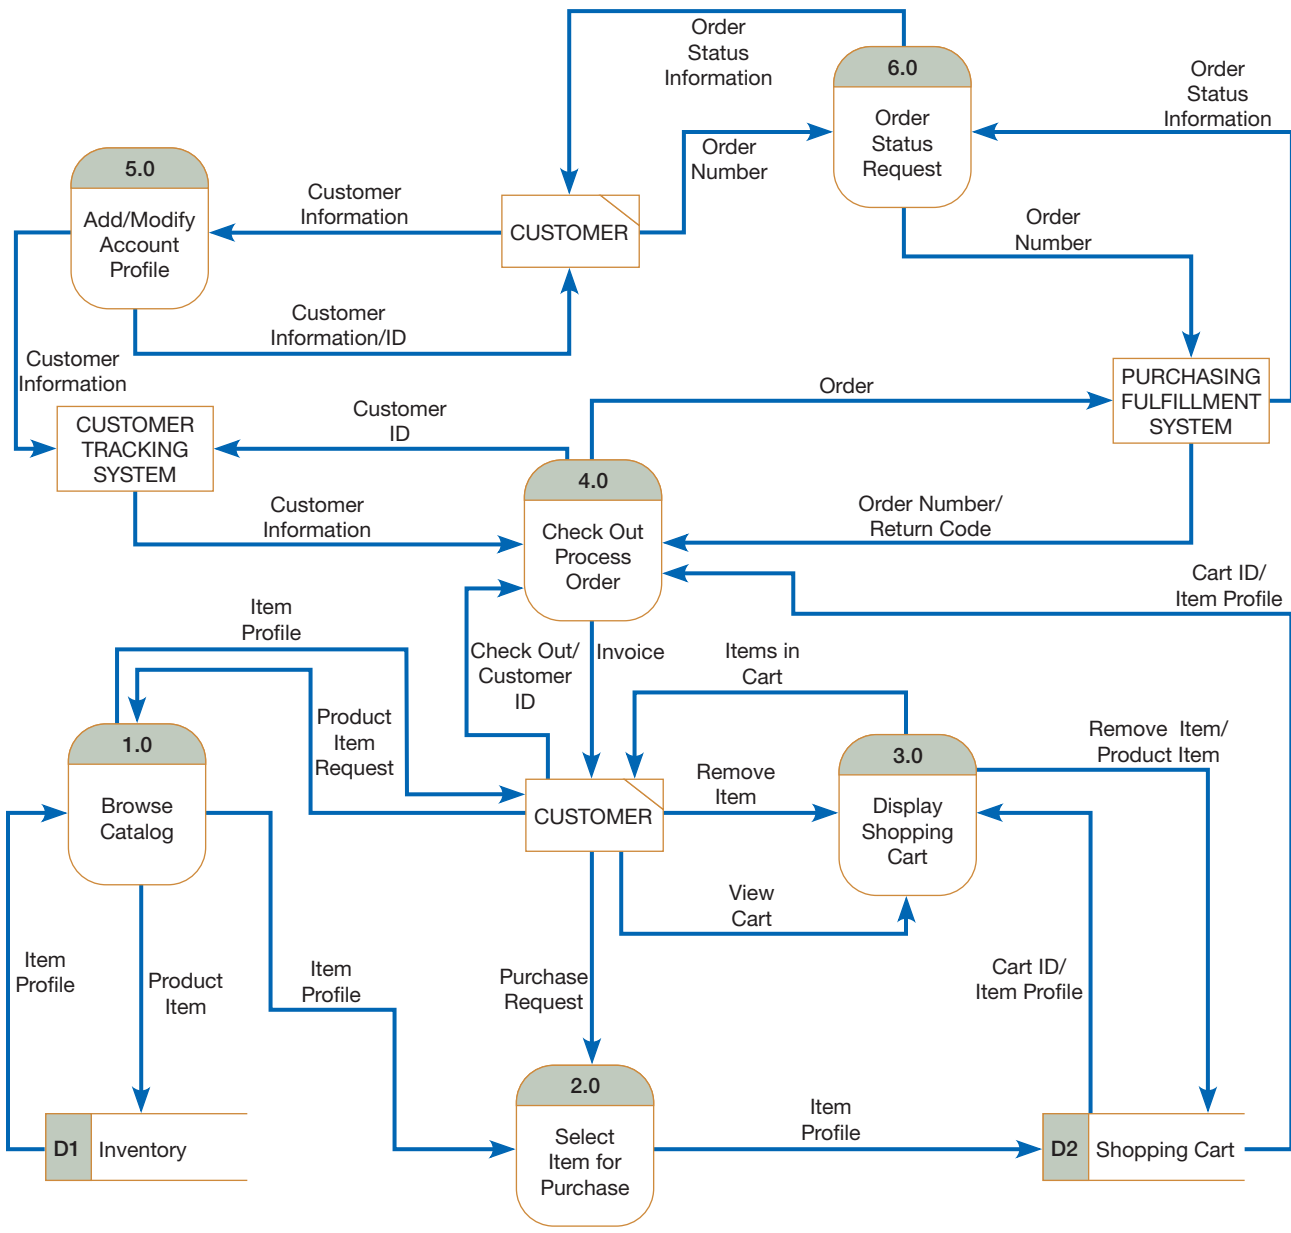 Order
Status
Information
6.0
Order
Status
Request
Order
Status
Information
Order
Number
5.0
Add/Modify
Account
Profile
Customer
Information
CUSTOMER
Order
Number
Customer
Information/ID
Customer
Information
PURCHASING
FULFILLMENT
SYSTEM
Order
CUSTOMER
TRACKING
SYSTEM
Customer
ID
4.0
Check Out
Process
Order
Customer
Information
Order Number/
Return Code
Cart ID/
Item Profile
Item
Profile
Check Out/
Customer
ID
Invoice
Items in
Cart
Product
Item
Request
1.0
Browse
Catalog
CUSTOMER
Remove
Item
3.0
Display
Shopping
Cart
Remove Item/
Product Item
View
Cart
Item
Profile
Product
Item
Item
Profile
Purchase
Request
Cart ID/
Item Profile
2.0
Select
Item for
Purchase
Item
Profile
D1 Inventory
D2 Shopping Cart